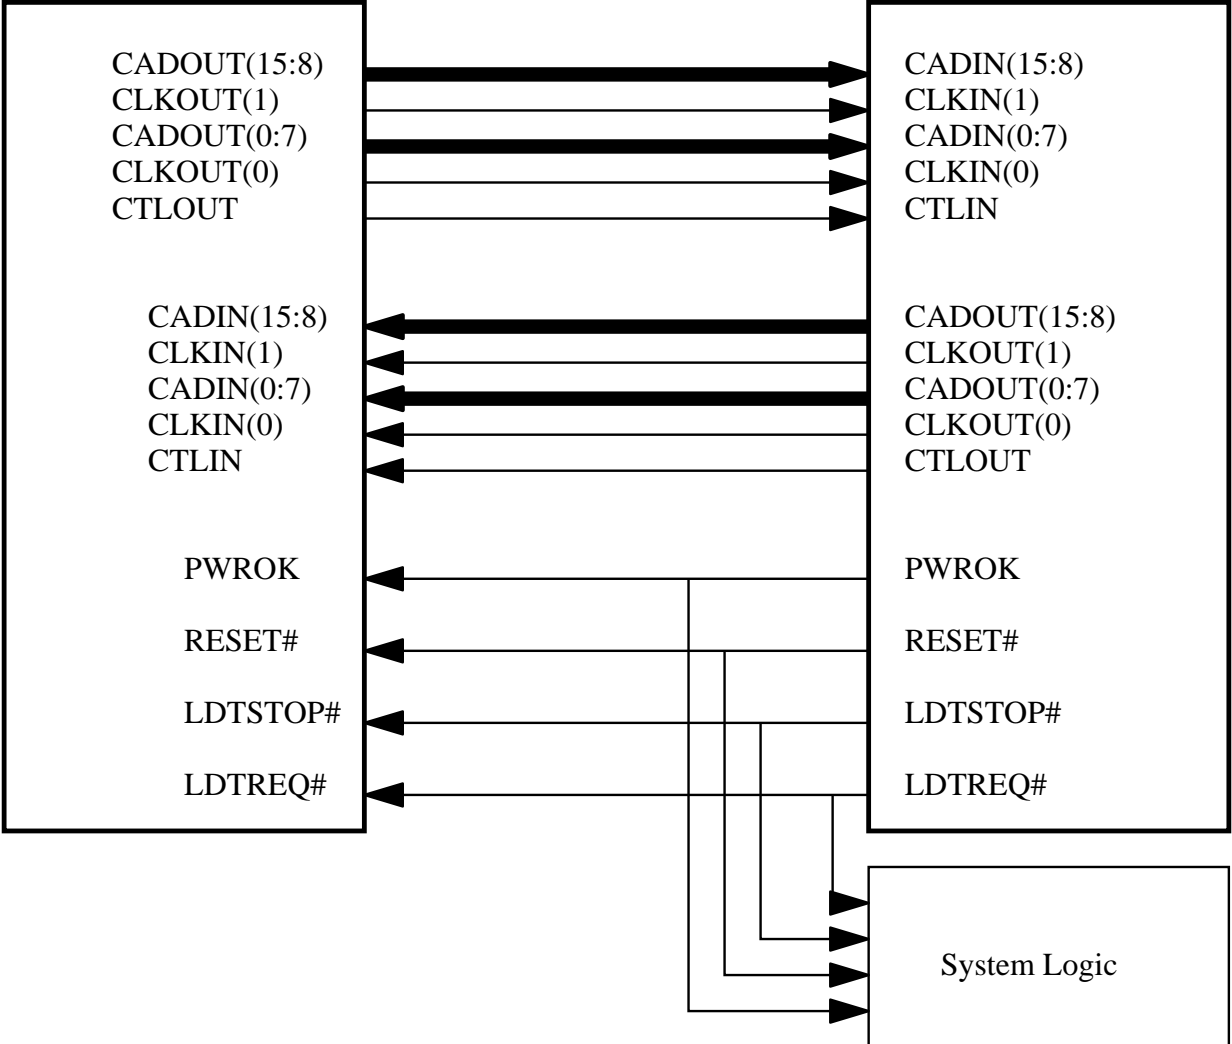 CADOUT(15:8)
CLKOUT(1)
CADOUT(0:7)
CLKOUT(0)
CTLOUT
CADIN(15:8)
CLKIN(1)
CADIN(0:7)
CLKIN(0)
CTLIN
CADIN(15:8)
CLKIN(1)
CADIN(0:7)
CLKIN(0)
CTLIN
CADOUT(15:8)
CLKOUT(1)
CADOUT(0:7)
CLKOUT(0)
CTLOUT
PWROK
RESET#
LDTSTOP#
LDTREQ#
PWROK
RESET#
LDTSTOP#
LDTREQ#
System Logic